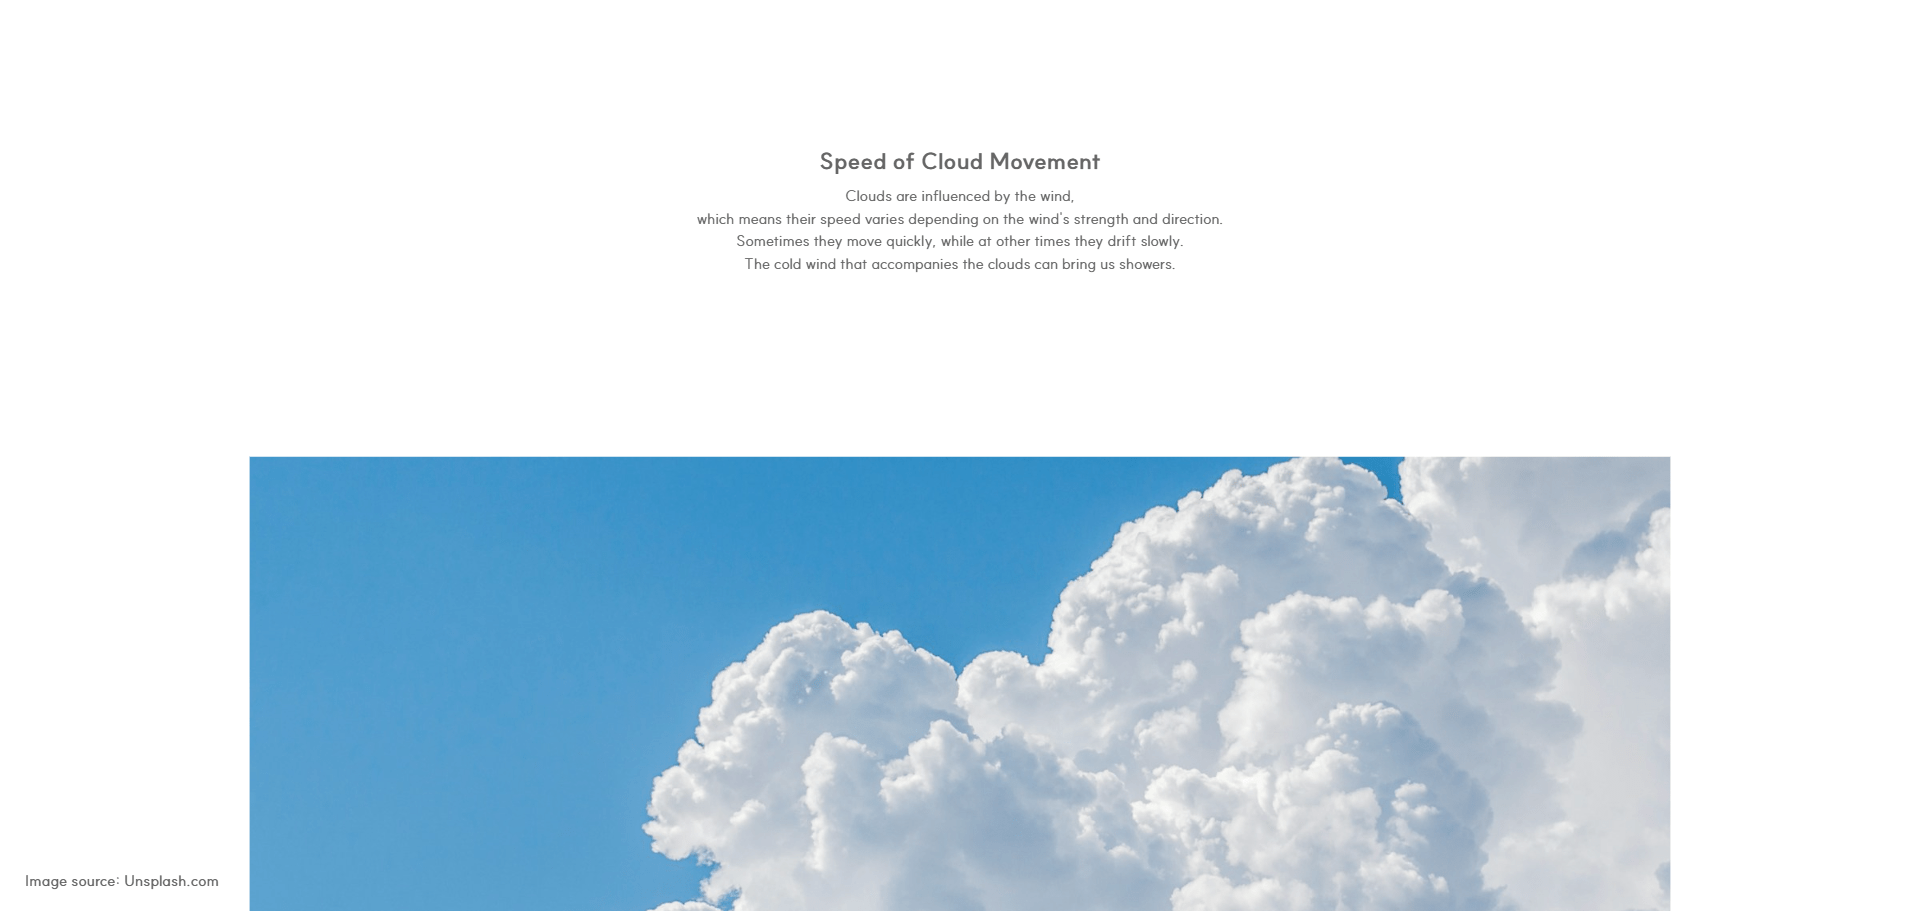 Speed of Cloud Movement
Clouds are influenced by the wind,
which means their speed varies depending on the wind's strength and direction.
Sometimes they move quickly, while at other times they drift slowly.
The cold wind that accompanies the clouds can bring us showers.
Image source: Unsplash.com